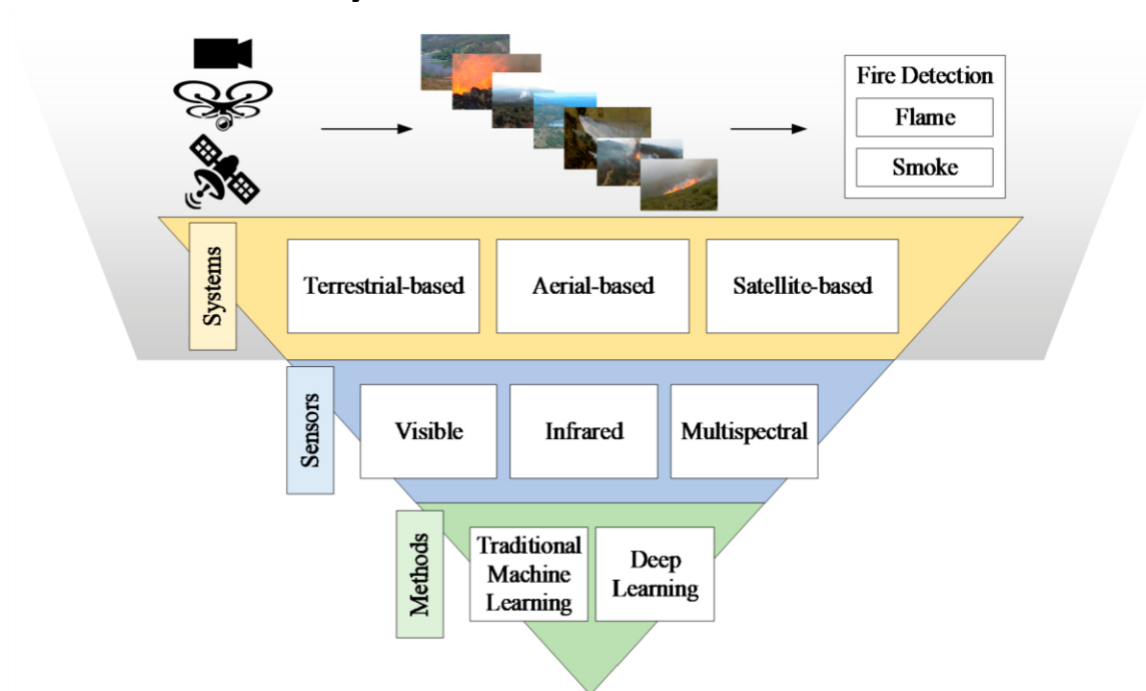 Fire Detection
Flame
Smoke
Systems
Terrestrial-based
Aerial-based
Satellite-based
Sensors
Visible
Infrared
Multispectral
Methods
Traditional
Machine
Learning
Deep
Learning